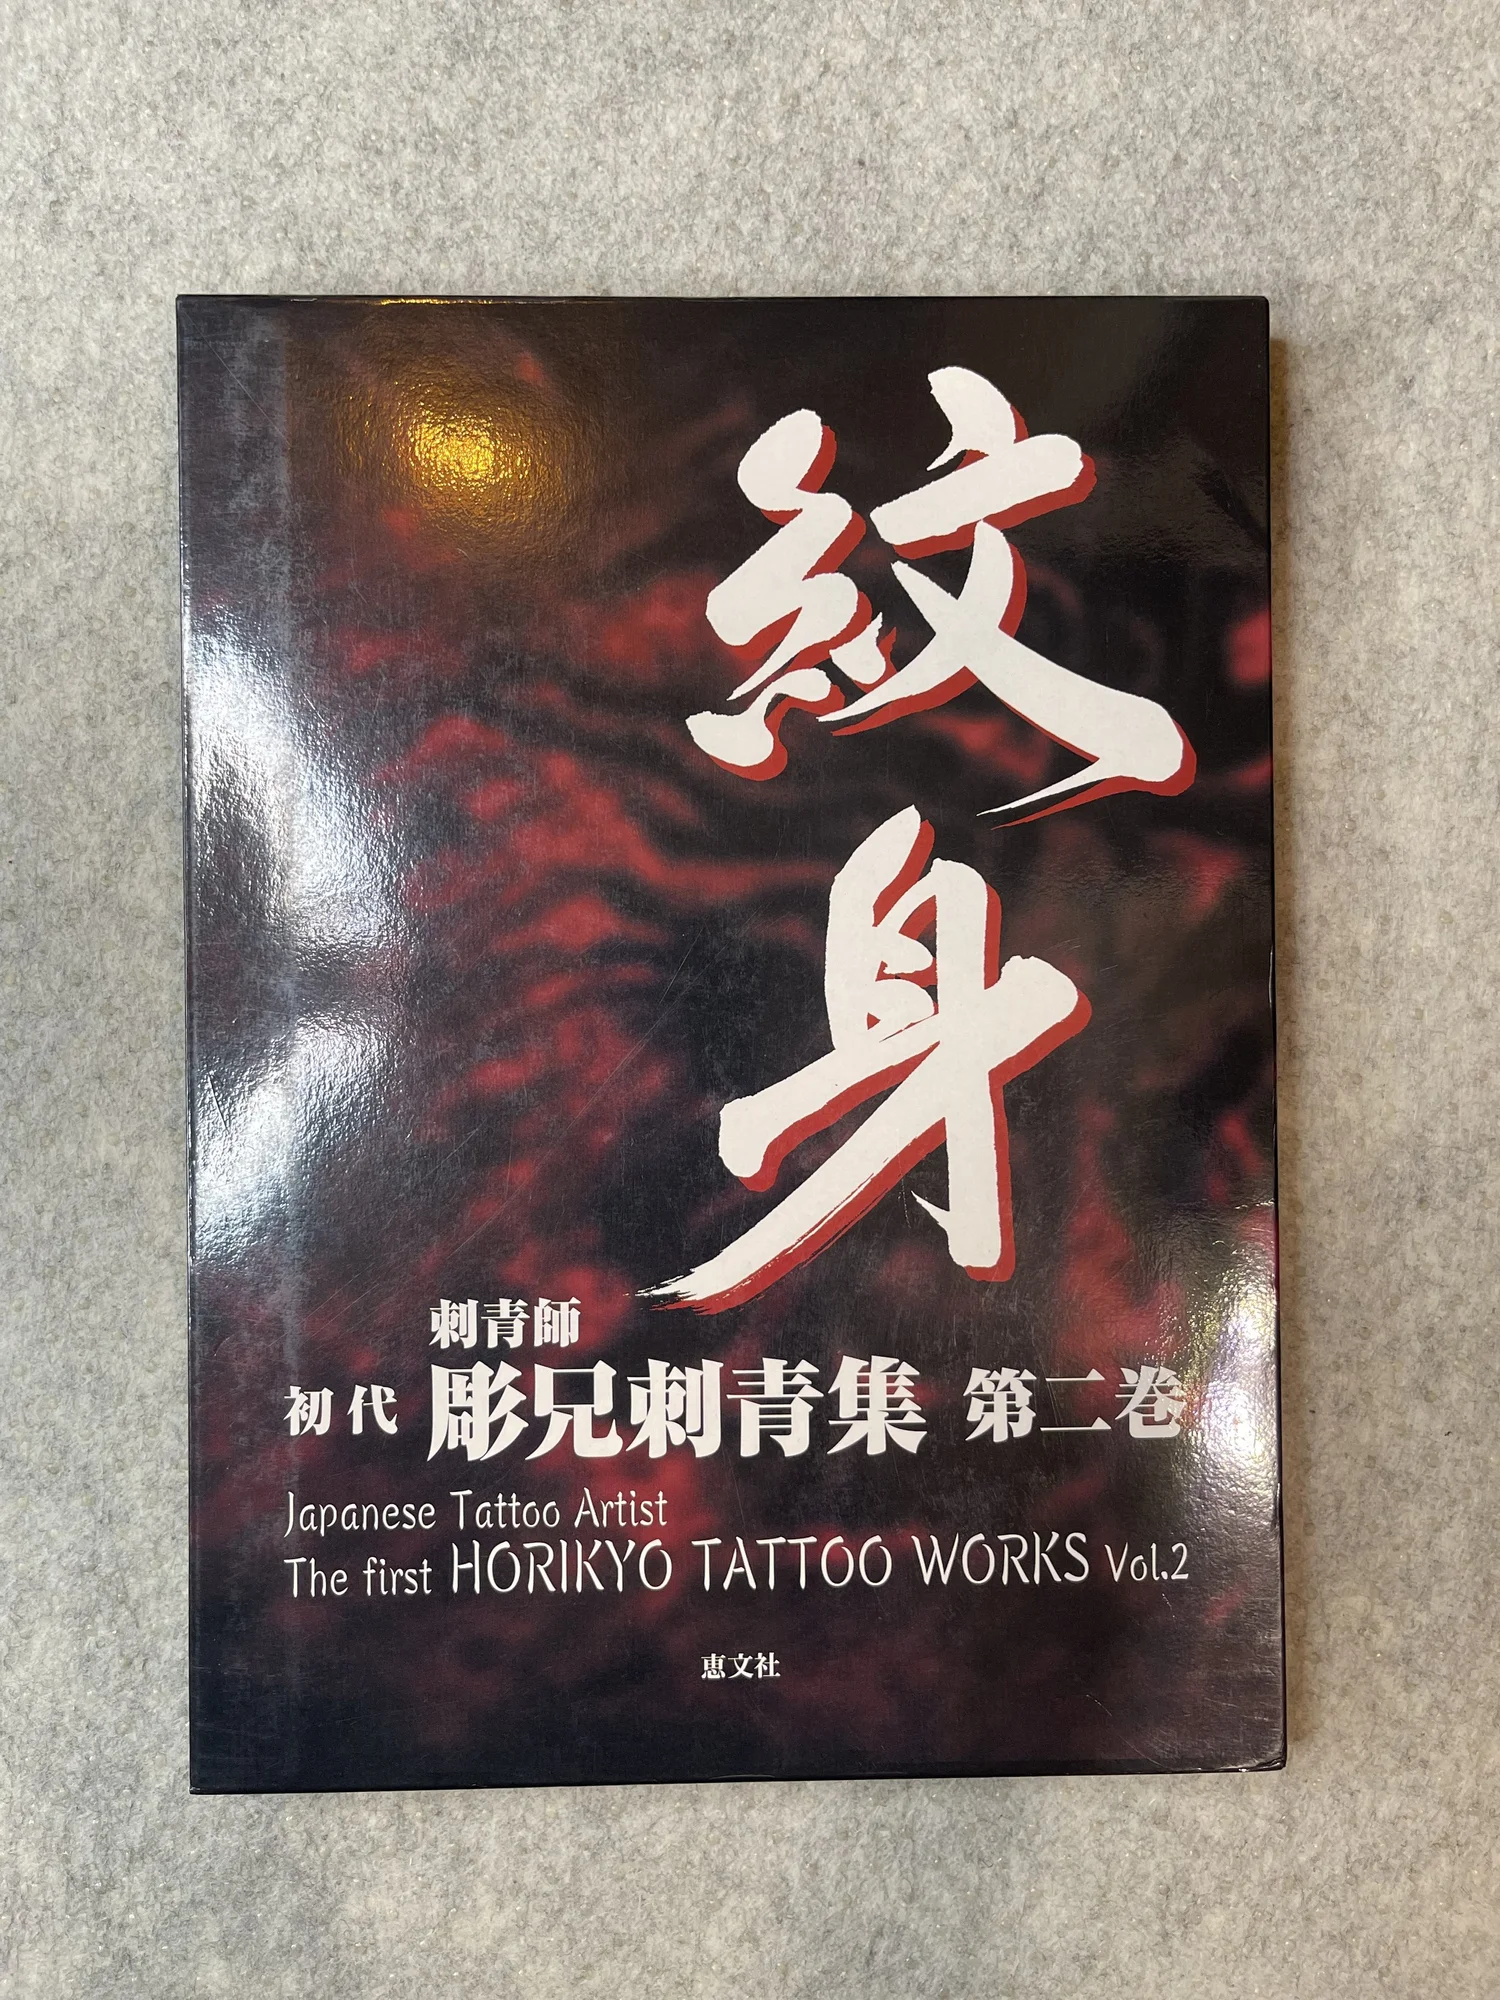 紋身
刺青師
初代 彫兄刺青集 第二巻
Japanese Tattoo Artist
The first HORIKYO TATTOO WORKS Vol.2
恵文社